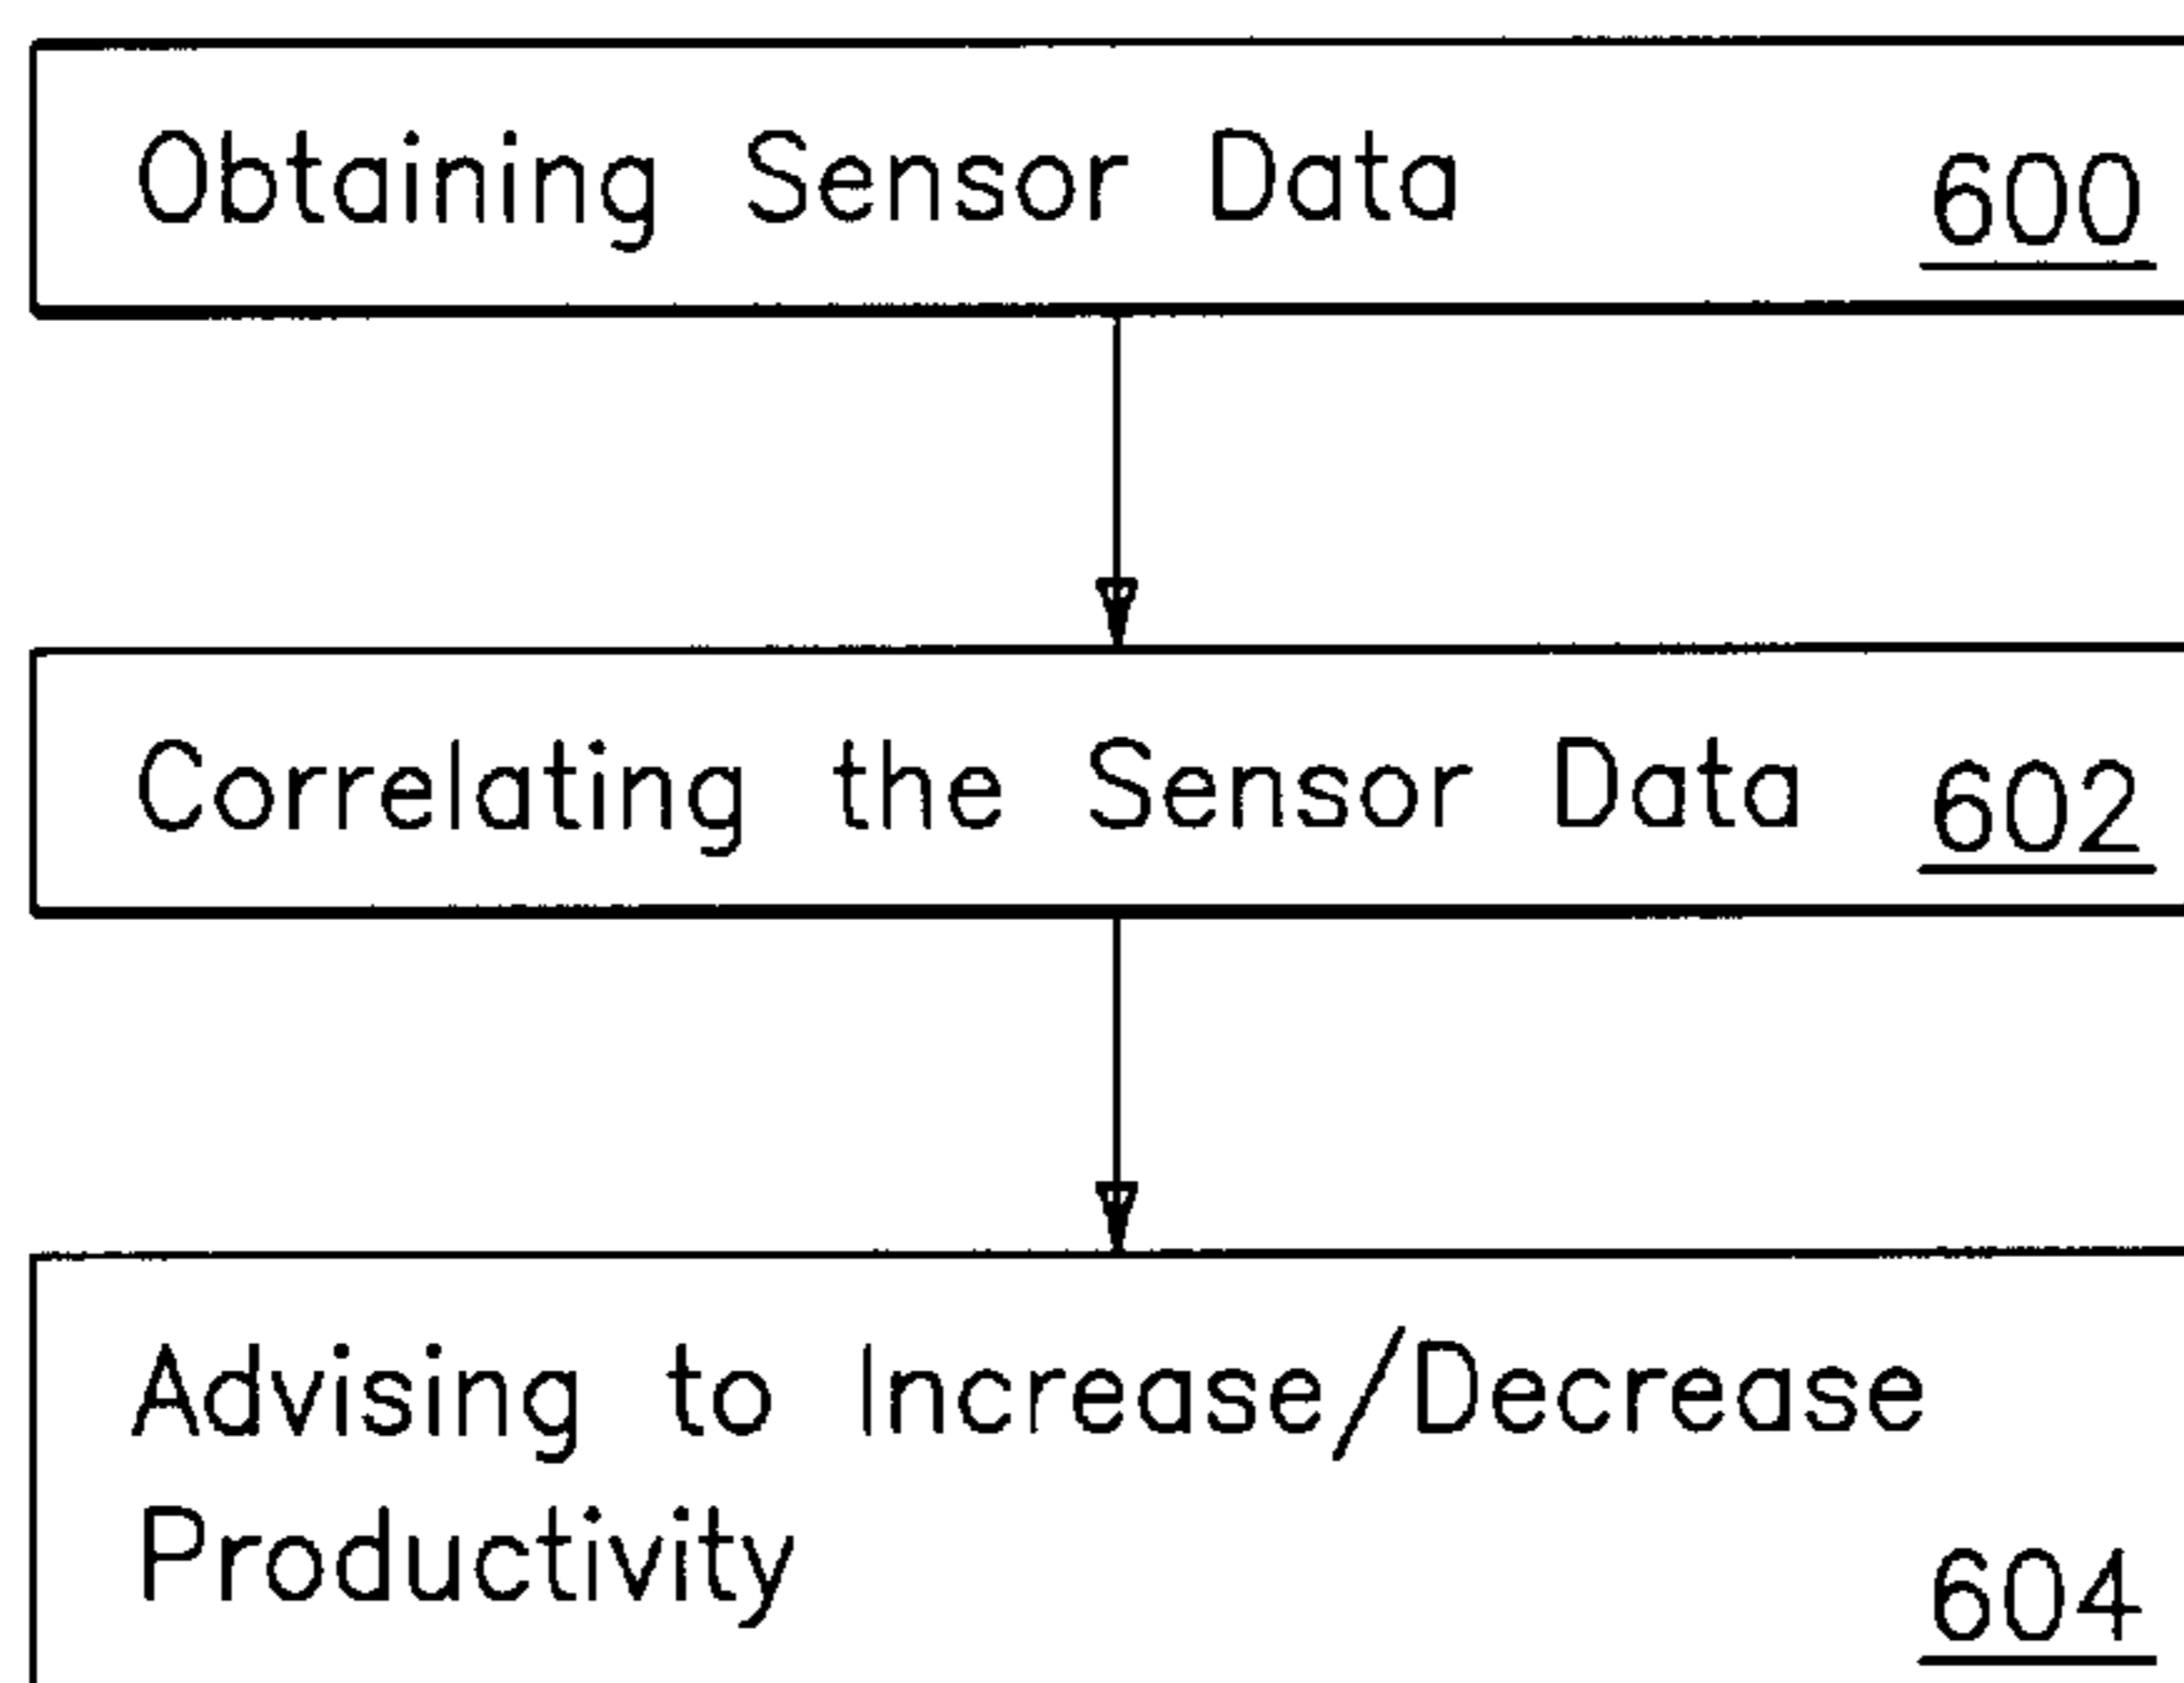 Obtaining Sensor Data 600
Correlating the Sensor Data 602
Advising to Increase/Decrease
Productivity
604